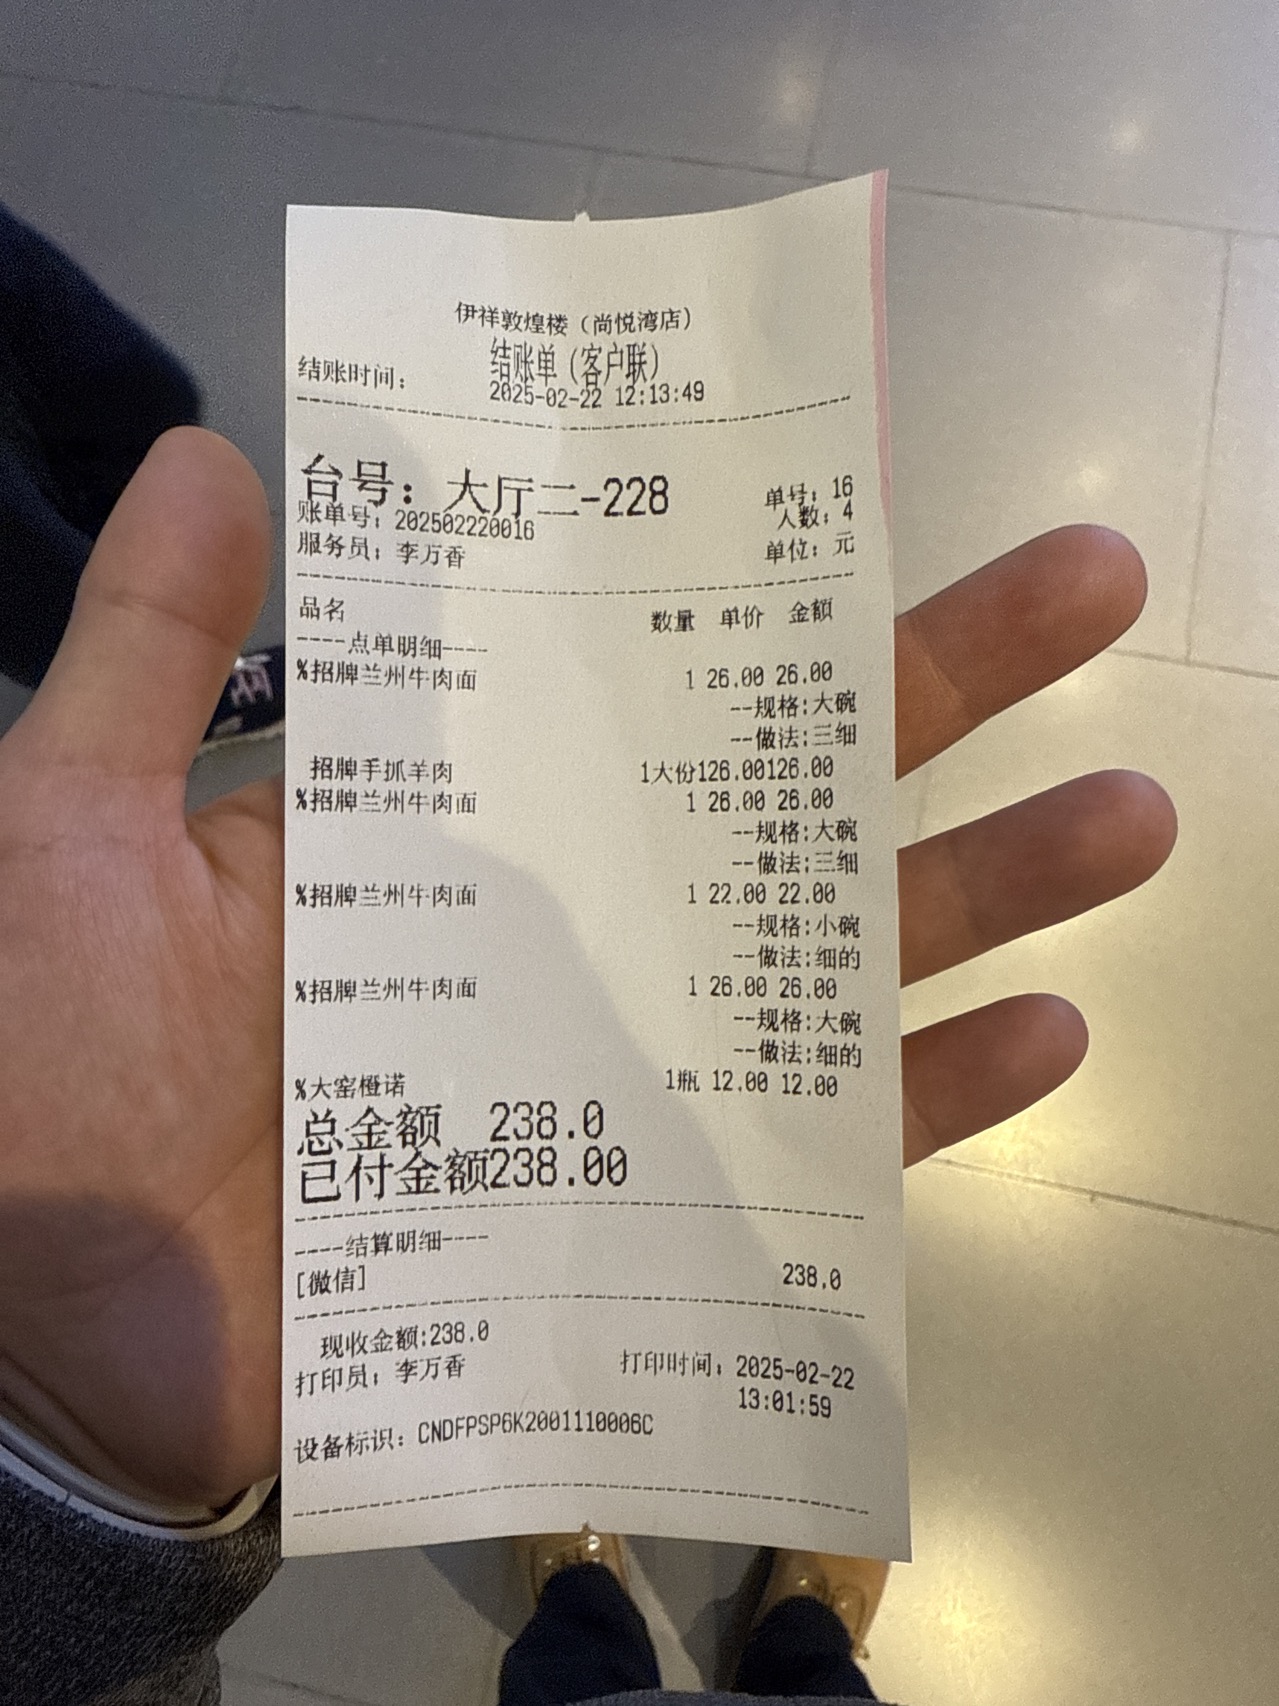 伊祥敦煌楼（尚悦湾店）
结账单（客户联）
结账时间： 2025-02-22 12:13:49
台号：大厅二-228 单号：16
账单号：202502220016 人数：4
服务员：李万香 单位：元
品名 数量 单价 金额
----点单明细----
%招牌兰州牛肉面 1 26.00 26.00
--规格:大碗
--做法:三细
招牌手抓羊肉 1大份126.00126.00
%招牌兰州牛肉面 1 26.00 26.00
--规格:大碗
--做法:三细
%招牌兰州牛肉面 1 22.00 22.00
--规格:小碗
--做法:细的
%招牌兰州牛肉面 1 26.00 26.00
--规格:大碗
--做法:细的
%大窑橙诺 1瓶 12.00 12.00
总金额 238.0
已付金额238.00
----结算明细----
[微信] 238.0
现收金额:238.0
打印员：李万香 打印时间：2025-02-22
13:01:59
设备标识：CNDFPSP6K2001110006C